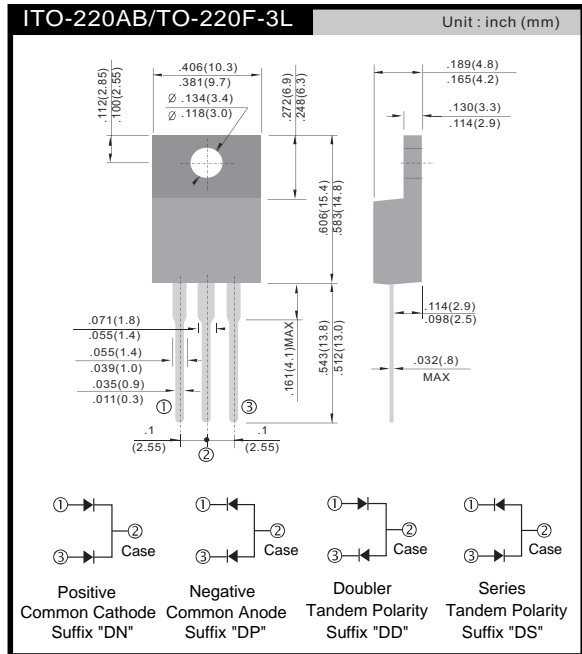 ITO-220AB/TO-220F-3L
Unit : inch (mm)
.112(2.85)
.100(2.55)
.406(10.3)
.381(9.7)
Ø .134(3.4)
Ø .118(3.0)
.272(6.9)
.248(6.3)
.189(4.8)
.165(4.2)
.130(3.3)
.114(2.9)
.606(15.4)
.583(14.8)
.071(1.8)
.055(1.4)
.055(1.4)
.039(1.0)
.035(0.9)
.011(0.3)
.161(4.1)MAX
.543(13.8)
.512(13.0)
.114(2.9)
.098(2.5)
.032(.8)
MAX
① ③
.1
(2.55)
②
.1
(2.55)
①
②
③
Case
Positive
Common Cathode
Suffix "DN"
①
②
③
Case
Negative
Common Anode
Suffix "DP"
①
②
③
Case
Doubler
Tandem Polarity
Suffix "DD"
①
②
③
Case
Series
Tandem Polarity
Suffix "DS"